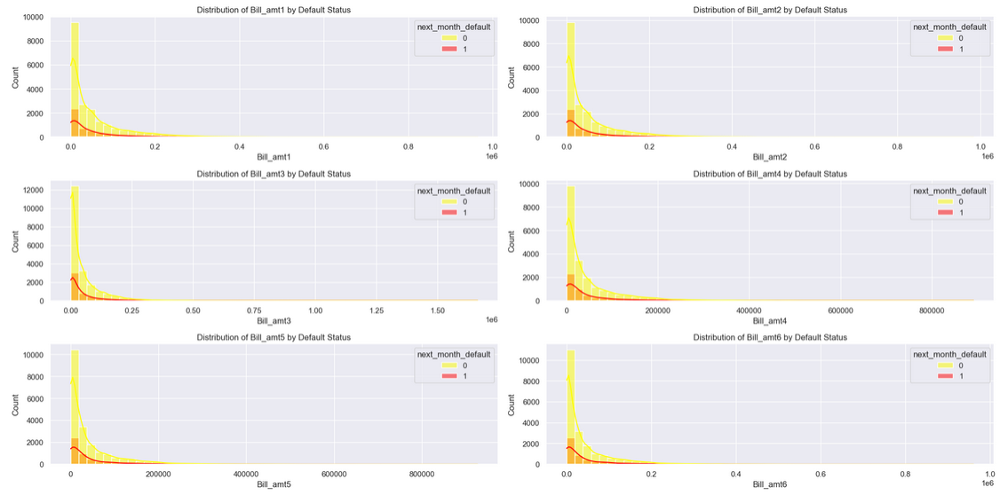 Distribution of Bill_amt1 by Default Status
next_month_default
0
1
10000
8000
6000
4000
2000
0
Count
0.0 0.2 0.4 0.6 0.8 1.0
1e6
Bill_amt1
Distribution of Bill_amt2 by Default Status
next_month_default
0
1
10000
8000
6000
4000
2000
0
Count
0.0 0.2 0.4 0.6 0.8 1.0
1e6
Bill_amt2
Distribution of Bill_amt3 by Default Status
next_month_default
0
1
12000
10000
8000
6000
4000
2000
0
Count
0.00 0.25 0.50 0.75 1.00 1.25 1.50
1e6
Bill_amt3
Distribution of Bill_amt4 by Default Status
next_month_default
0
1
10000
8000
6000
4000
2000
0
Count
0 200000 400000 600000 800000
Bill_amt4
Distribution of Bill_amt5 by Default Status
next_month_default
0
1
10000
8000
6000
4000
2000
0
Count
0 200000 400000 600000 800000
Bill_amt5
Distribution of Bill_amt6 by Default Status
next_month_default
0
1
10000
8000
6000
4000
2000
0
Count
0.0 0.2 0.4 0.6 0.8 1.0
1e6
Bill_amt6